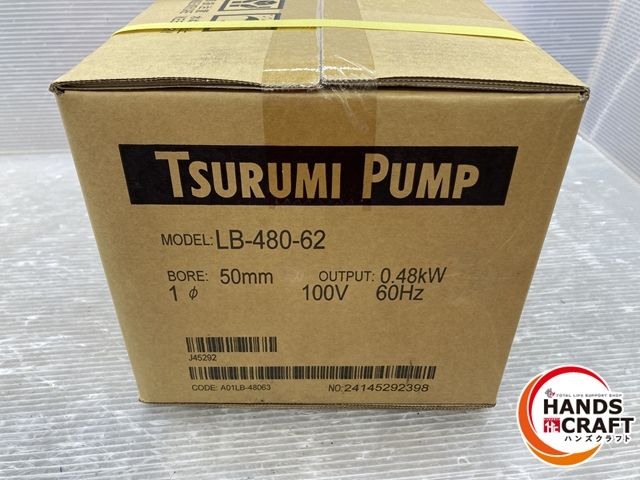 TSURUMI PUMP
MODEL: LB-480-62
BORE: 50mm OUTPUT: 0.48kW
1 φ 100V 60Hz
J45292
CODE: A01LB-48063 NO.24145292398
TOTAL LIFE SUPPORT SHOP
HANDS
CRAFT
ハンズクラフト